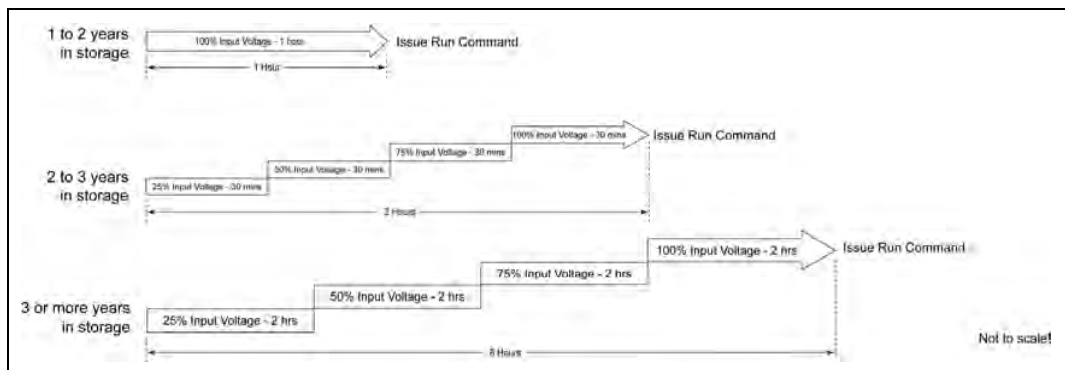 1 to 2 years
in storage
100% Input Voltage - 1 hour
Issue Run Command
1 Hour
100% Input Voltage - 30 mins
Issue Run Command
75% Input Voltage - 30 mins
50% Input Voltage - 30 mins
2 to 3 years
in storage
25% Input Voltage - 30 mins
2 Hours
100% Input Voltage - 2 hrs
Issue Run Command
75% Input Voltage - 2 hrs
50% Input Voltage - 2 hrs
3 or more years
in storage
25% Input Voltage - 2 hrs
8 Hours
Not to scale!